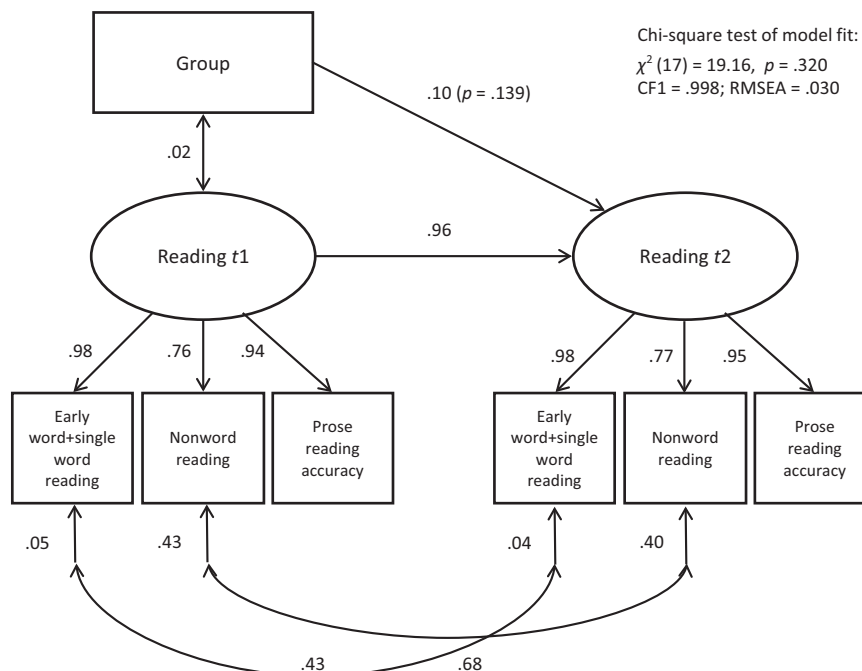 Chi-square test of model fit:
χ² (17) = 19.16, p = .320
CF1 = .998; RMSEA = .030
Group
.10 (p = .139)
.02
Reading t1
.96
Reading t2
.98
.76
.94
.98
.77
.95
Early
word+single
word
reading
Nonword
reading
Prose
reading
accuracy
Early
word+single
word
reading
Nonword
reading
Prose
reading
accuracy
.05
.43
.04
.40
.43
.68